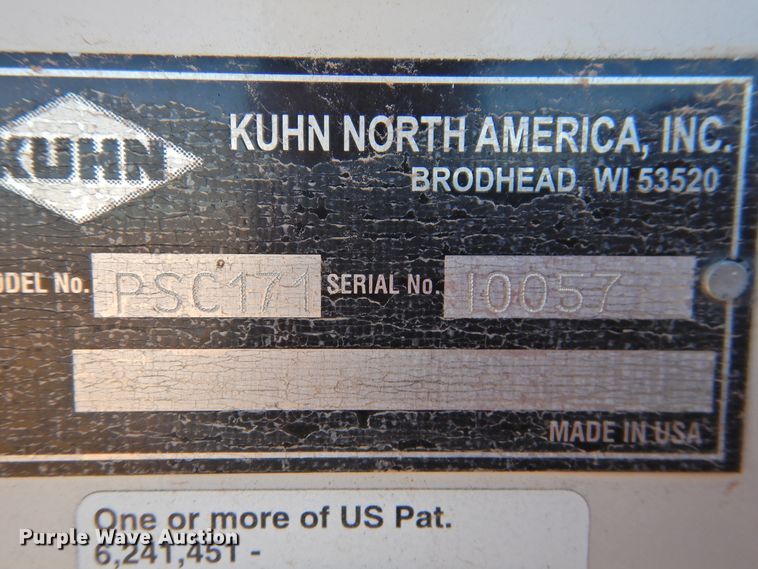 KUHN
KUHN NORTH AMERICA, INC.
BRODHEAD, WI 53520
ODEL No. PSC171 SERIAL No. I0057
MADE IN USA
One or more of US Pat.
6,241,451 -
Purple Wave Auction